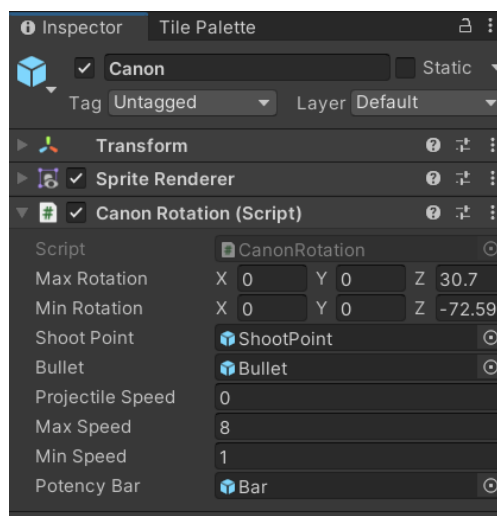 Inspector Tile Palette
Canon Static
Tag Untagged Layer Default
Transform
Sprite Renderer
# Canon Rotation (Script)
Script # CanonRotation
Max Rotation X 0 Y 0 Z 30.7
Min Rotation X 0 Y 0 Z -72.59
Shoot Point ShootPoint
Bullet Bullet
Projectile Speed 0
Max Speed 8
Min Speed 1
Potency Bar Bar